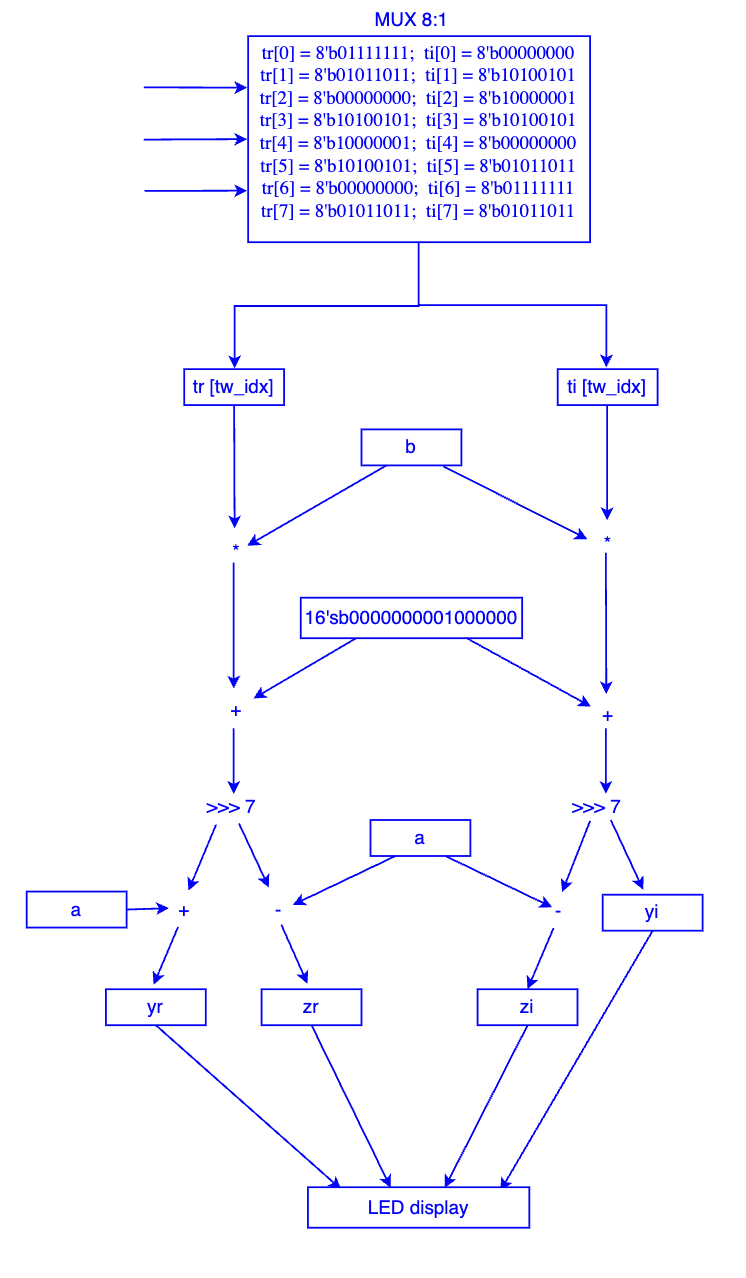 MUX 8:1
tr[0] = 8'b01111111; ti[0] = 8'b00000000
tr[1] = 8'b01011011; ti[1] = 8'b10100101
tr[2] = 8'b00000000; ti[2] = 8'b10000001
tr[3] = 8'b10100101; ti[3] = 8'b10100101
tr[4] = 8'b10000001; ti[4] = 8'b00000000
tr[5] = 8'b10100101; ti[5] = 8'b01011011
tr[6] = 8'b00000000; ti[6] = 8'b01111111
tr[7] = 8'b01011011; ti[7] = 8'b01011011
tr [tw_idx]
ti [tw_idx]
b
*
*
16'sb0000000001000000
+
+
>>> 7
>>> 7
a
a
+
-
-
yi
yr
zr
zi
LED display